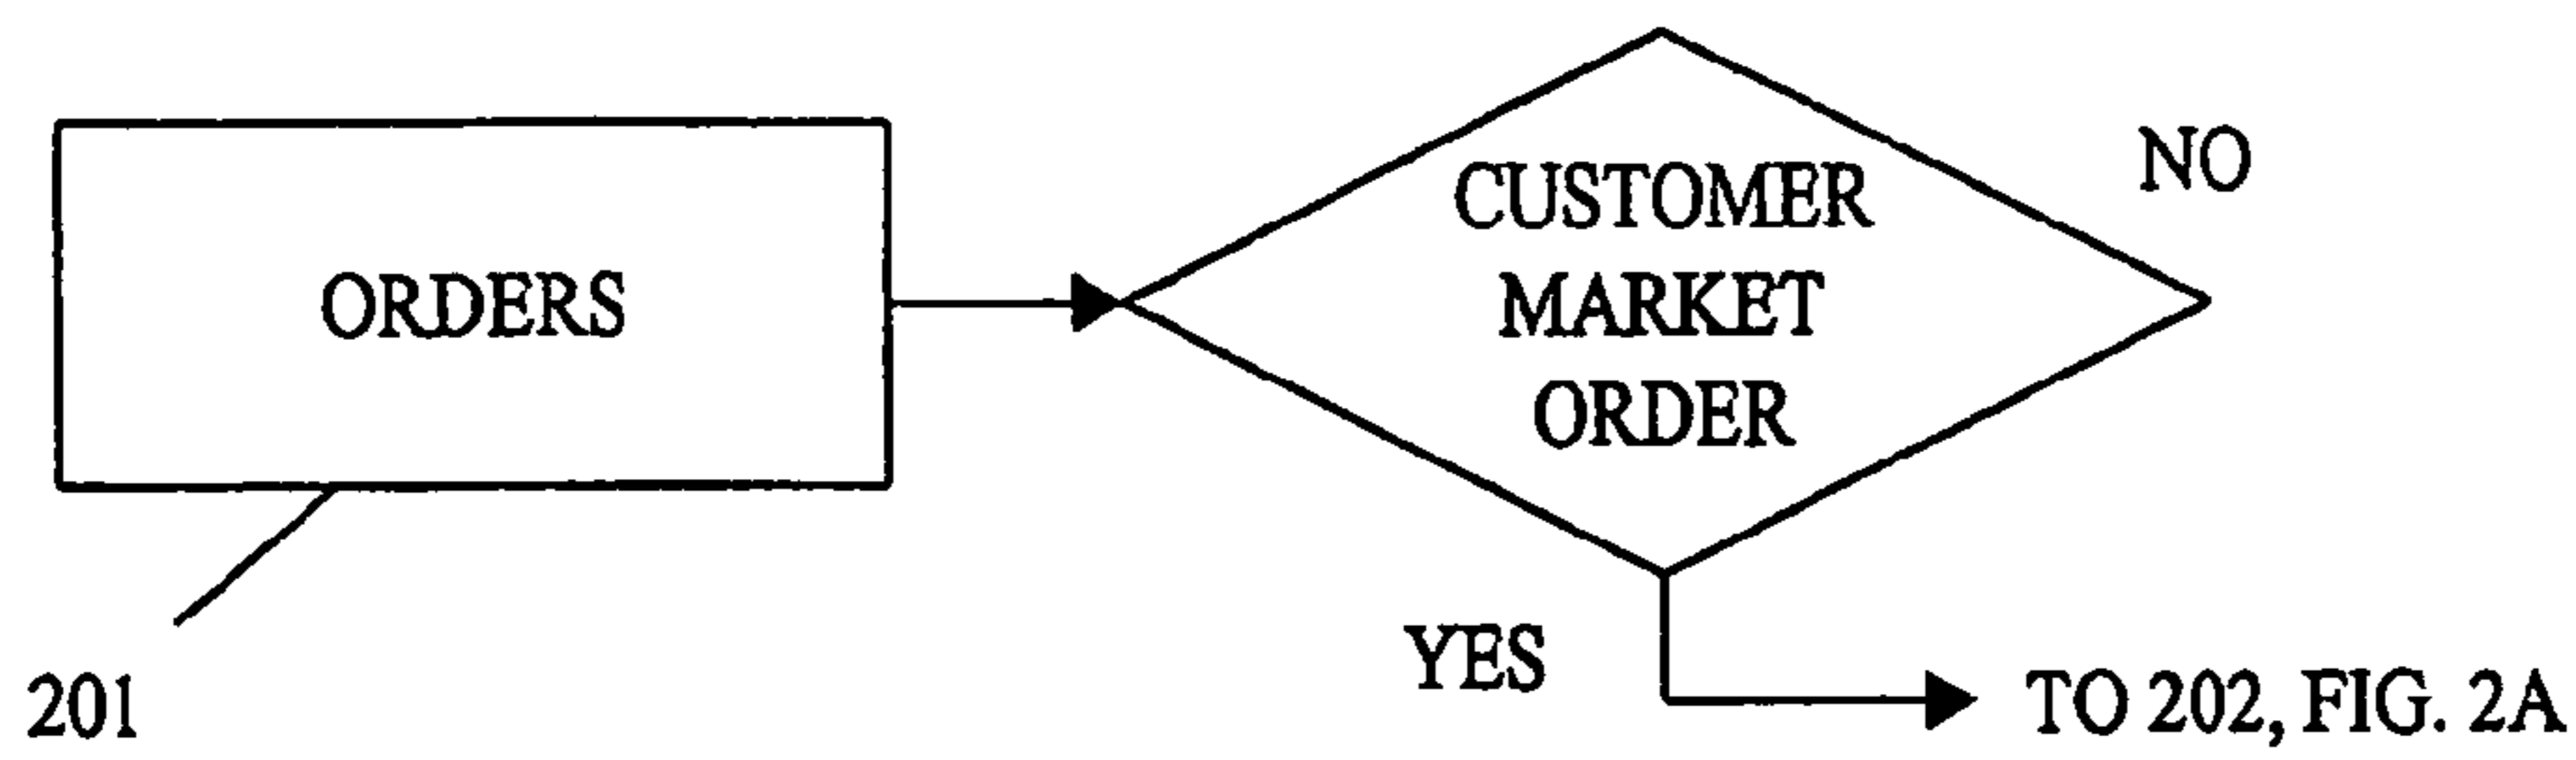 ORDERS
201
CUSTOMER
MARKET
ORDER
NO
YES
TO 202, FIG. 2A